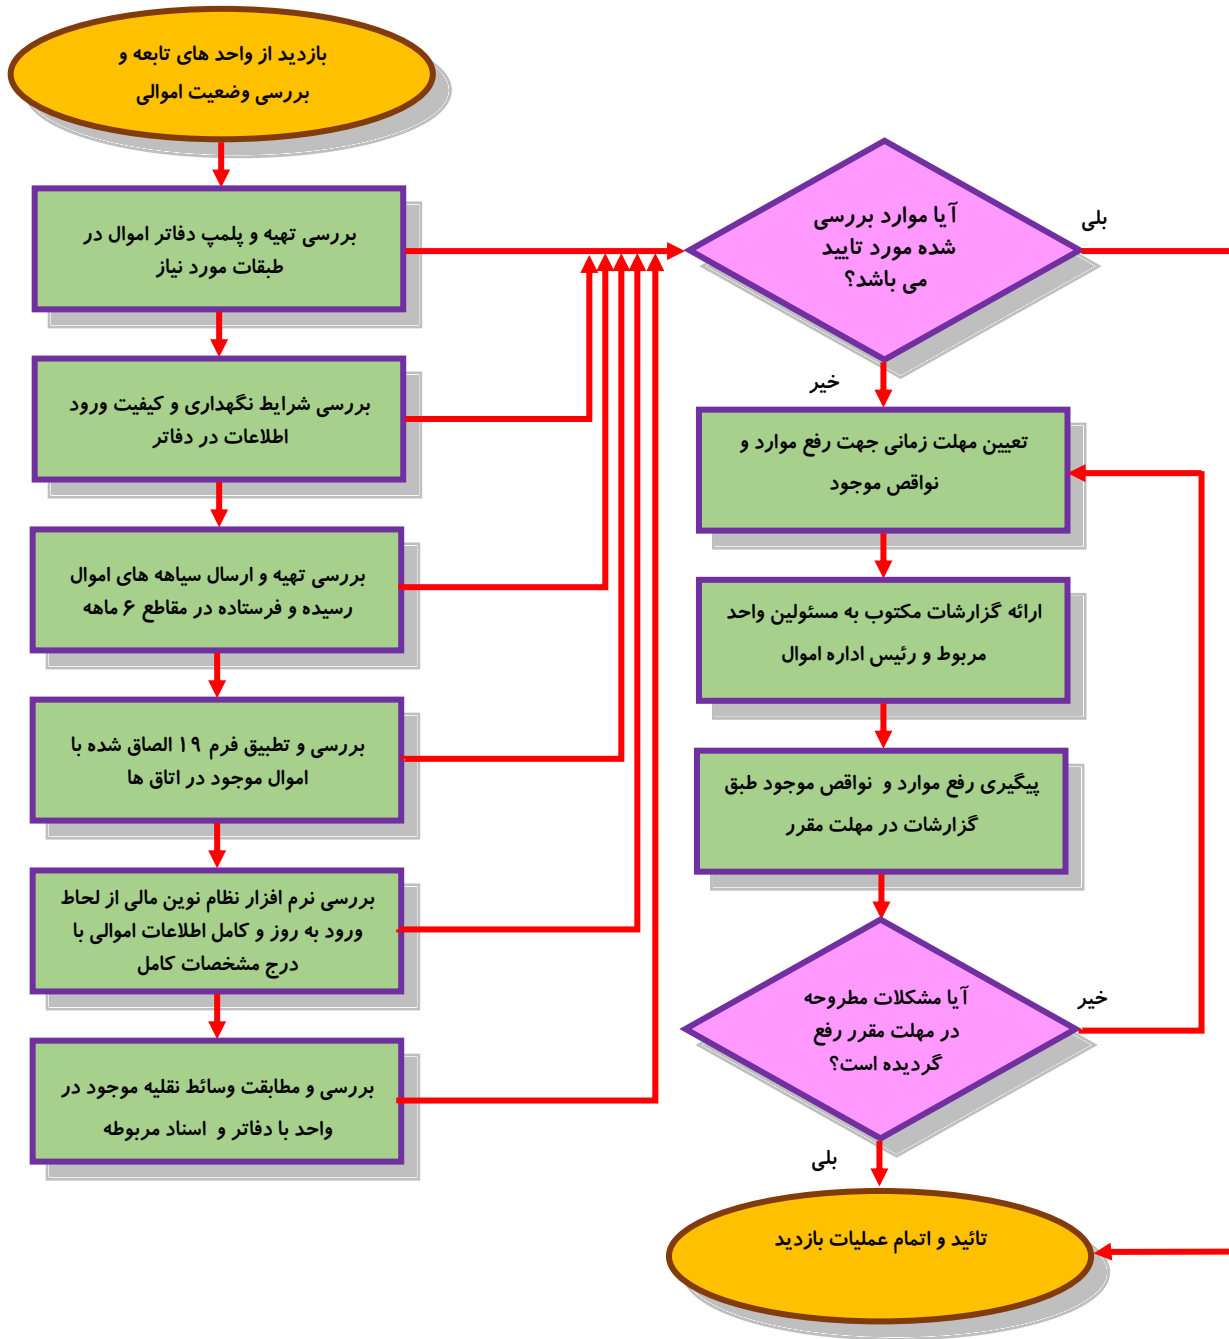 بازدید از واحد های تابعه و
بررسی وضعیت اموالی
بررسی تهیه و پلمپ دفاتر اموال در
طبقات مورد نیاز
بررسی شرایط نگهداری و کیفیت ورود
اطلاعات در دفاتر
بررسی تهیه و ارسال سیاهه های اموال
رسیده و فرستاده در مقاطع ۶ ماهه
بررسی و تطبیق فرم ۱۹ الصاق شده با
اموال موجود در اتاق ها
بررسی نرم افزار نظام نوین مالی از لحاط
ورود به روز و کامل اطلاعات اموالی با
درج مشخصات کامل
بررسی و مطابقت وسائط نقلیه موجود در
واحد با دفاتر و اسناد مربوطه
آیا موارد بررسی
شده مورد تایید
می باشد؟
بلی
خیر
تعیین مهلت زمانی جهت رفع موارد و
نواقص موجود
ارائه گزارشات مکتوب به مسئولین واحد
مربوط و رئیس اداره اموال
پیگیری رفع موارد و نواقص موجود طبق
گزارشات در مهلت مقرر
آیا مشکلات مطروحه
در مهلت مقرر رفع
گردیده است؟
خیر
بلی
تائید و اتمام عملیات بازدید